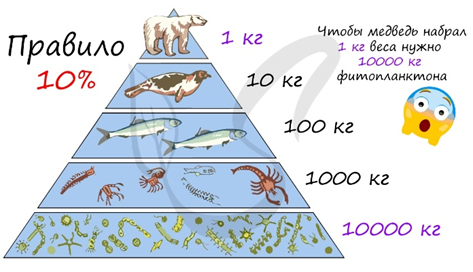 Правило
10%
1 кг
10 кг
100 кг
1000 кг
10000 кг
Чтобы медведь набрал
1 кг веса нужно
10000 кг
фитопланктона